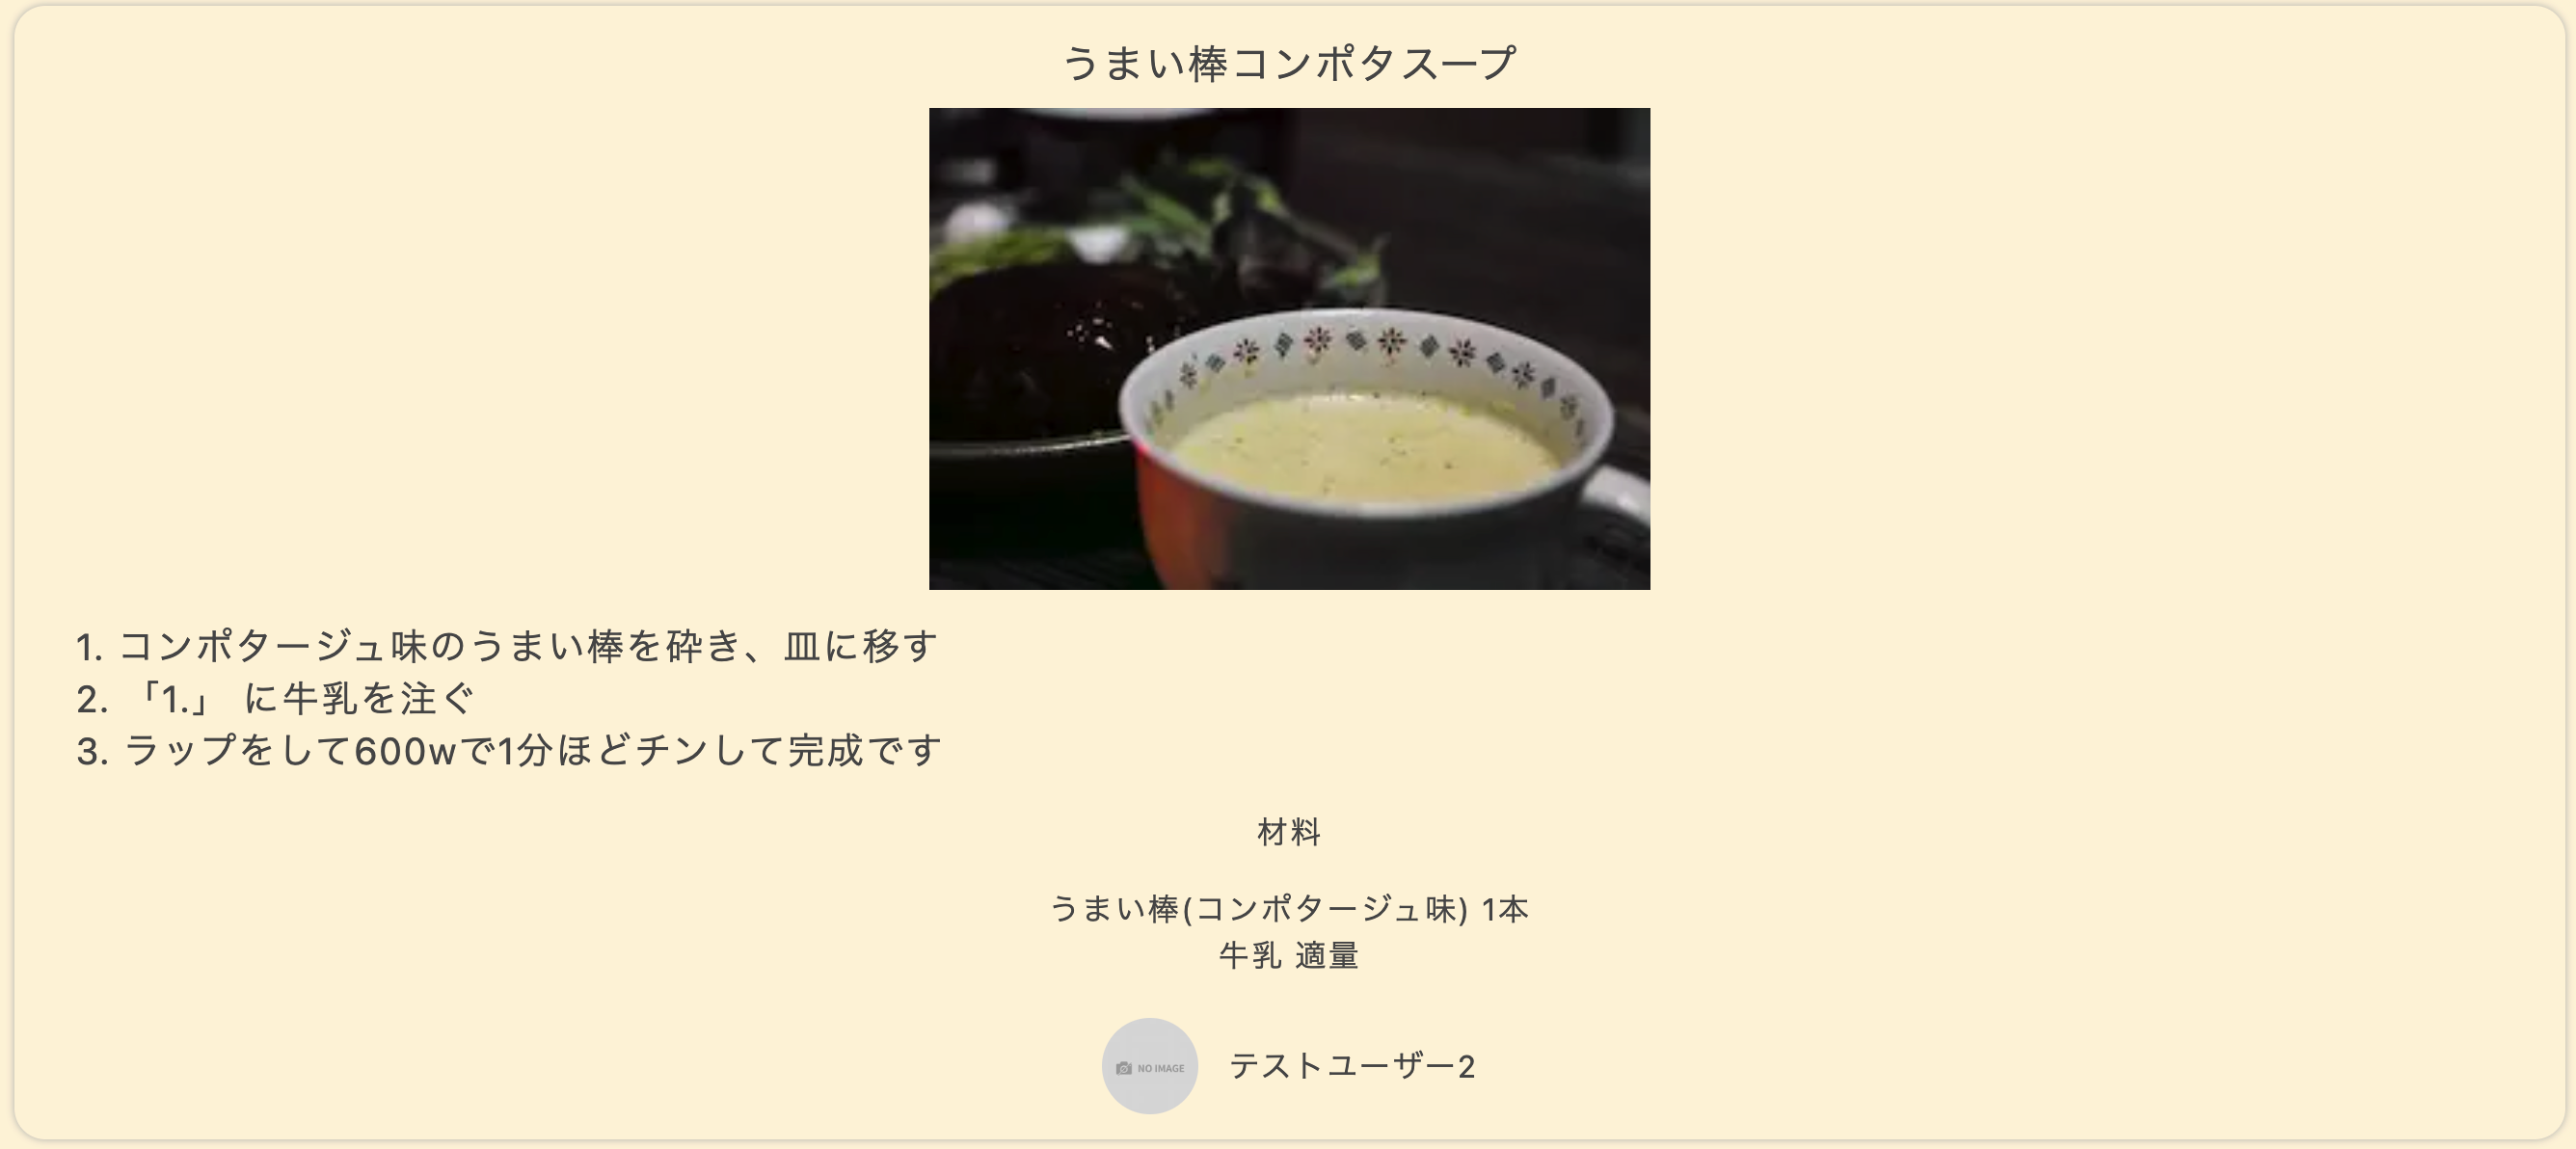 うまい棒コンポタスープ
1. コンポタージュ味のうまい棒を砕き、皿に移す
2. 「1.」 に牛乳を注ぐ
3. ラップをして600wで1分ほどチンして完成です
材料
うまい棒(コンポタージュ味) 1本
牛乳 適量
NO IMAGE
テストユーザー2